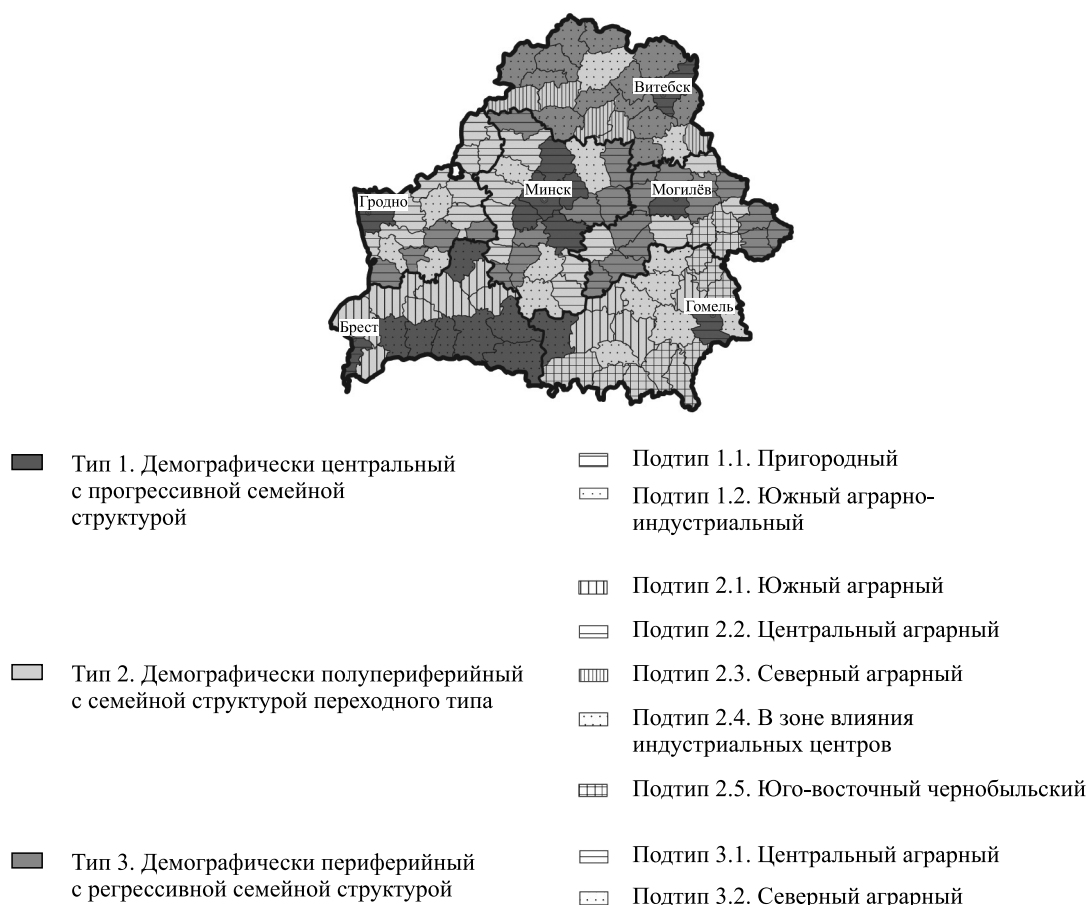 Витебск
Минск
Могилёв
Гродно
Гомель
Брест
Тип 1. Демографически центральный
с прогрессивной семейной
структурой
Подтип 1.1. Пригородный
Подтип 1.2. Южный аграрно-
индустриальный
Подтип 2.1. Южный аграрный
Подтип 2.2. Центральный аграрный
Тип 2. Демографически полупериферийный
с семейной структурой переходного типа
Подтип 2.3. Северный аграрный
Подтип 2.4. В зоне влияния
индустриальных центров
Подтип 2.5. Юго-восточный чернобыльский
Тип 3. Демографически периферийный
с регрессивной семейной структурой
Подтип 3.1. Центральный аграрный
Подтип 3.2. Северный аграрный